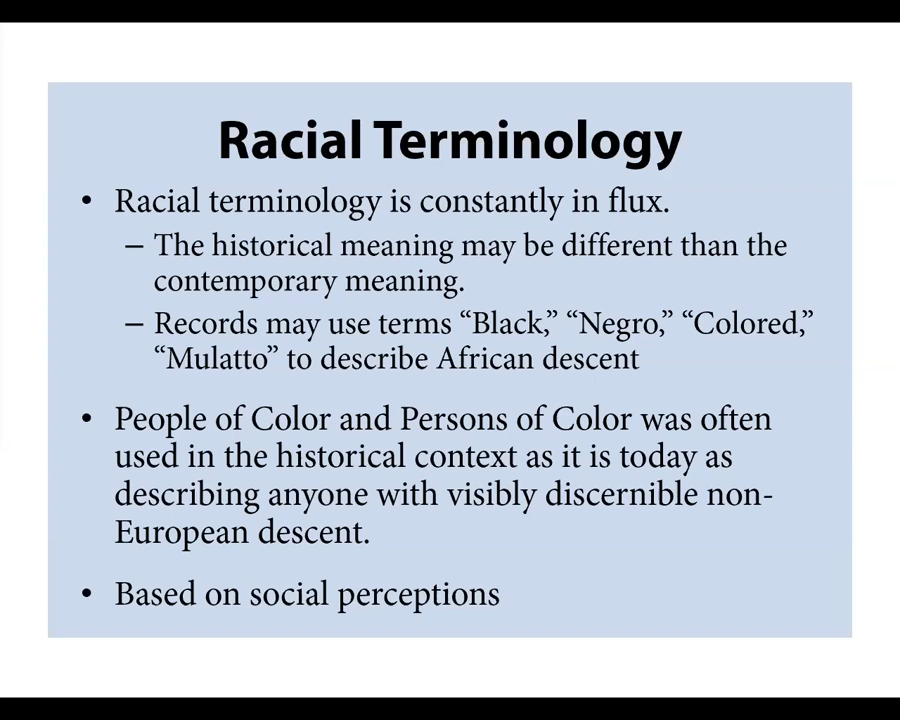 Racial Terminology
• Racial terminology is constantly in flux.
– The historical meaning may be different than the
contemporary meaning.
– Records may use terms “Black,” “Negro,” “Colored,”
“Mulatto” to describe African descent
• People of Color and Persons of Color was often
used in the historical context as it is today as
describing anyone with visibly discernible non-
European descent.
• Based on social perceptions